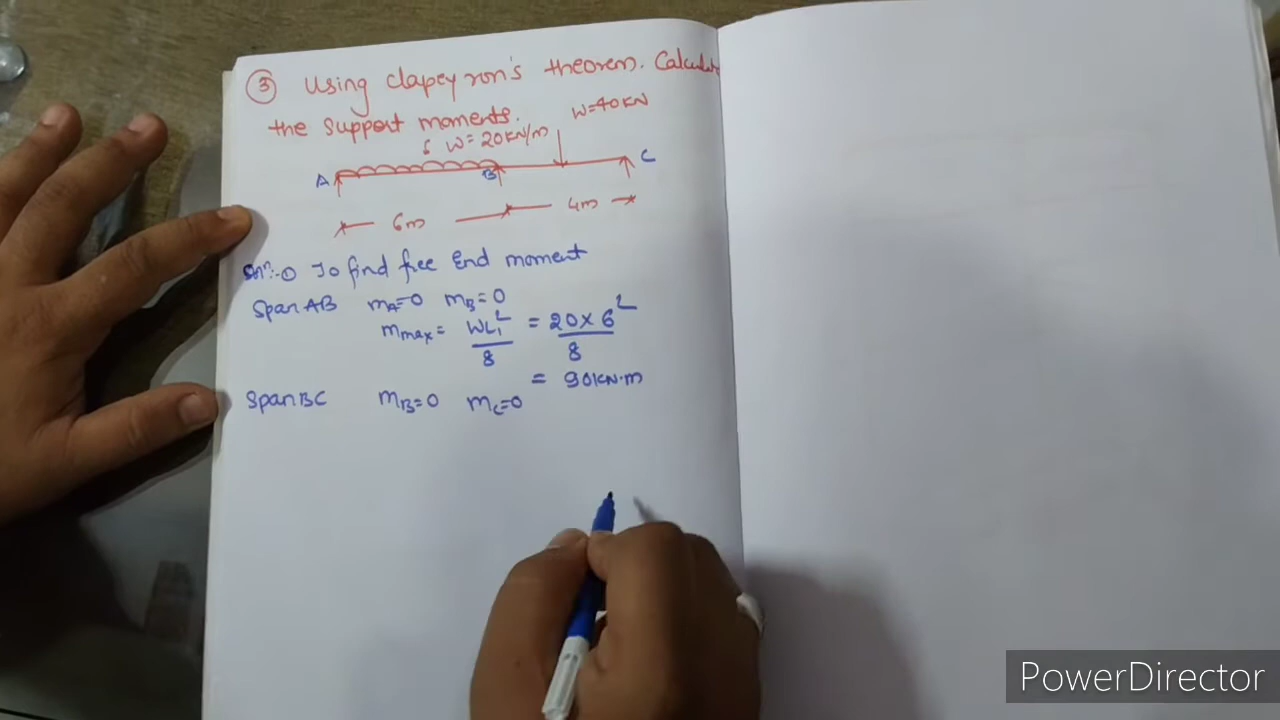 ③ Using clapeyron's theorem. Calculate
the support moments.
W=40KN
W=20KN/m
A B C
6m 4m
Soln:-① To find free End moment
Span AB mA=0 mB=0
mmax = WL₁²/8 = 20×6²/8
= 90KN·m
Span BC mB=0 mC=0
PowerDirector